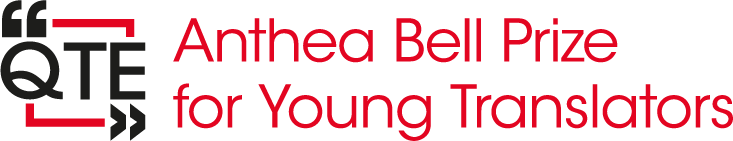 “QTE»
Anthea Bell Prize
for Young Translators